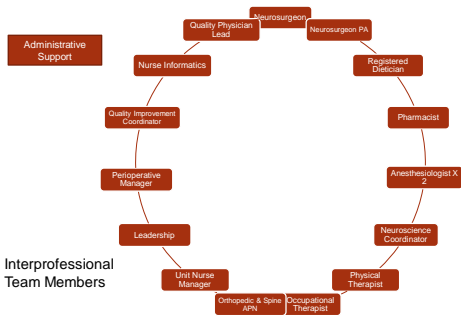 Administrative
Support
Neurosurgeon
Neurosurgeon PA
Registered
Dietician
Pharmacist
Anesthesiologist X
2
Neuroscience
Coordinator
Physical
Therapist
Occupational
Therapist
Orthopedic & Spine
APN
Unit Nurse
Manager
Leadership
Perioperative
Manager
Quality Improvement
Coordinator
Nurse Informatics
Quality Physician
Lead
Interprofessional
Team Members